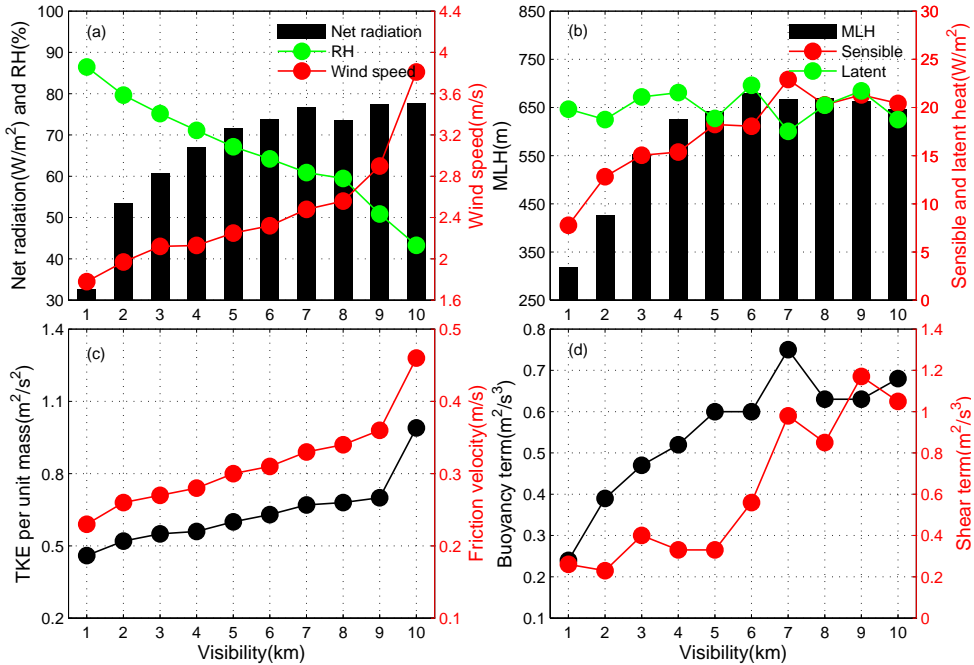 (a)
Net radiation
RH
Wind speed
Net radiation(W/m²) and RH(%)
100
90
80
70
60
50
40
30
Wind speed(m/s)
4.4
4
3.6
3.2
2.8
2.4
2
1.6
1 2 3 4 5 6 7 8 9 10
(b)
MLH
Sensible
Latent
MLH(m)
850
750
650
550
450
350
250
Sensible and latent heat(W/m²)
30
25
20
15
10
5
0
1 2 3 4 5 6 7 8 9 10
(c)
TKE per unit mass(m²/s²)
1.4
1.1
0.8
0.5
0.2
Friction velocity(m/s)
0.5
0.4
0.3
0.2
0.1
1 2 3 4 5 6 7 8 9 10
Visibility(km)
(d)
Buoyancy term(m²/s³)
0.8
0.7
0.6
0.5
0.4
0.3
0.2
0.1
Shear term(m²/s³)
1.4
1.2
1
0.8
0.6
0.4
0.2
0
1 2 3 4 5 6 7 8 9 10
Visibility(km)